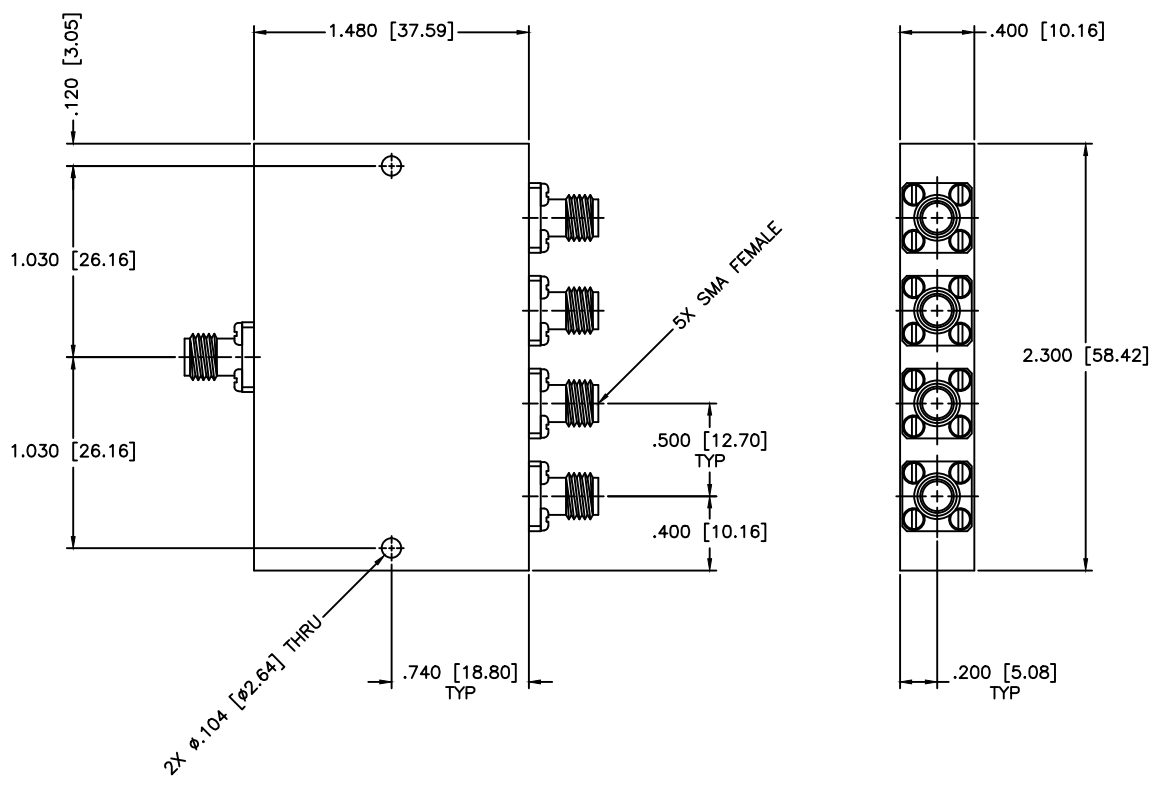 1.480 [37.59]
.400 [10.16]
.120 [3.05]
1.030 [26.16]
5X SMA FEMALE
2.300 [58.42]
1.030 [26.16]
.500 [12.70]
TYP
.400 [10.16]
2X ø.104 [ø2.64] THRU
.740 [18.80]
TYP
.200 [5.08]
TYP